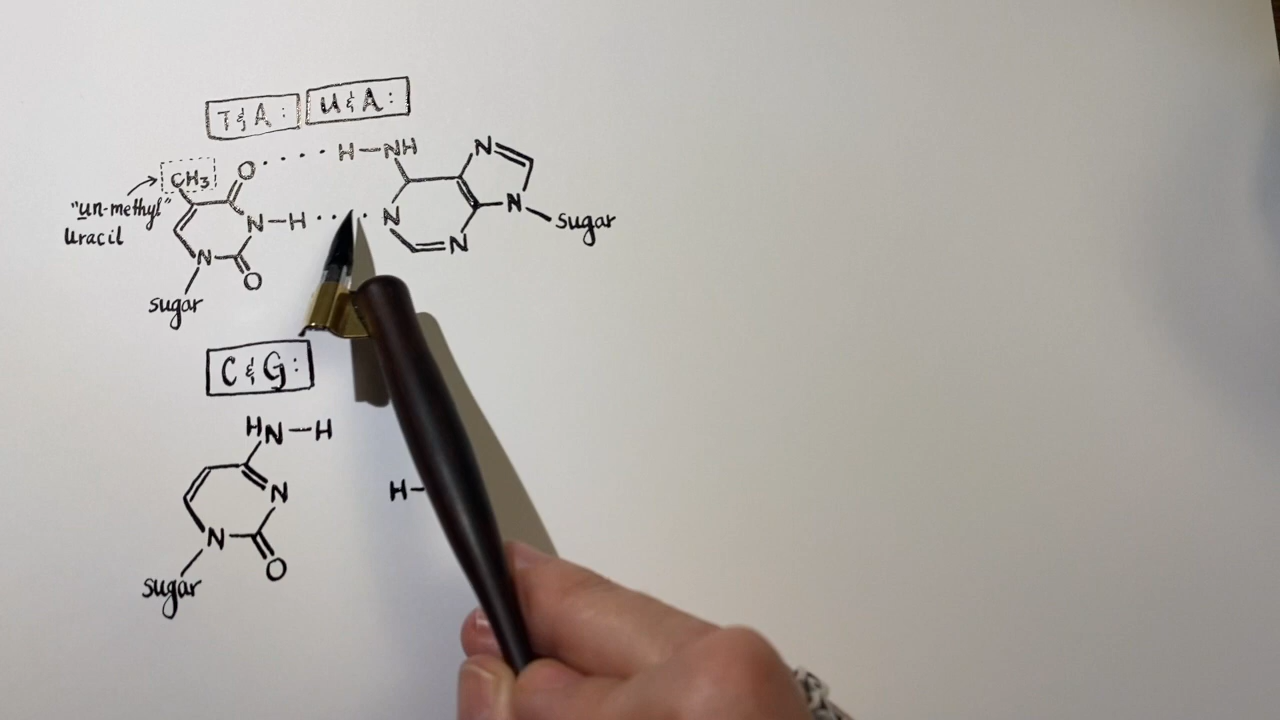 T & A:
U & A:
CH₃
O
H—NH
N
"un-methyl"
Uracil
N—H
N
N
N
sugar
N
O
sugar
C & G:
HN—H
N
H—
N
O
sugar